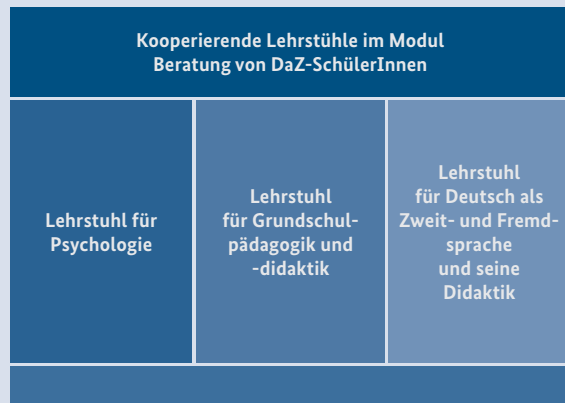 Kooperierende Lehrstühle im Modul
Beratung von DaZ-SchülerInnen
Lehrstuhl für
Psychologie
Lehrstuhl
für Grundschul-
pädagogik und
-didaktik
Lehrstuhl
für Deutsch als
Zweit- und Fremd-
sprache
und seine
Didaktik